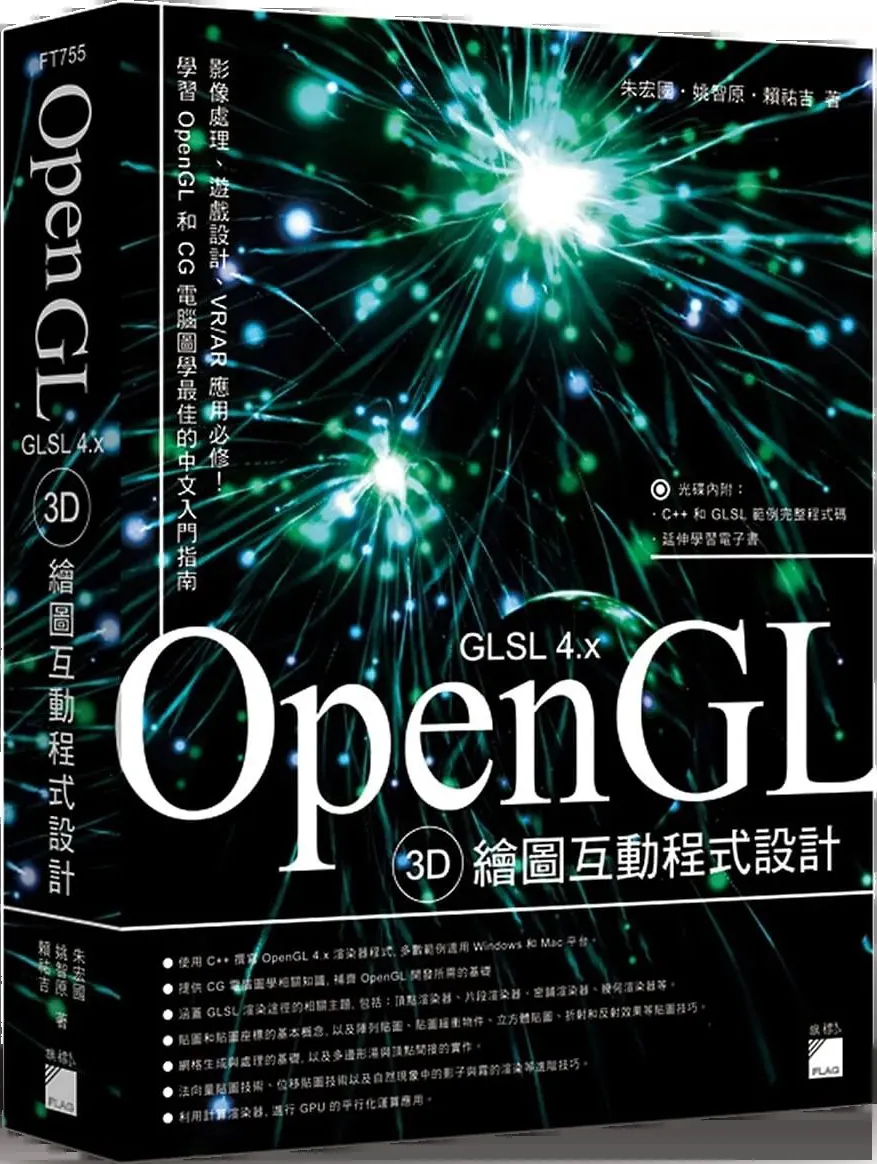 FT755
OpenGL
GLSL 4.x
3D
繪圖互動程式設計
朱宏國
姚智原
賴祐吉
著
旗標
FLAG
影像處理、遊戲設計、VR/AR 應用必修！
學習 OpenGL 和 CG 電腦圖學最佳的中文入門指南
朱宏國・姚智原・賴祐吉 著
光碟內附：
・C++ 和 GLSL 範例完整程式碼
・延伸學習電子書
GLSL 4.x
OpenGL
3D 繪圖互動程式設計
● 使用 C++ 撰寫 OpenGL 4.x 渲染器程式, 多數範例適用 Windows 和 Mac 平台。
● 提供 CG 電腦圖學相關知識, 補齊 OpenGL 開發所需的基礎
● 涵蓋 GLSL 渲染途徑的相關主題, 包括：頂點渲染器、片段渲染器、密鋪渲染器、幾何渲染器等。
● 貼圖和貼圖座標的基本概念, 以及陣列貼圖、貼圖緩衝物件、立方體貼圖、折射和反射效果等貼圖技巧。
● 網格生成與處理的基礎, 以及多邊形湯與頂點間接的實作。
● 法向量貼圖技術、位移貼圖技術以及自然現象中的影子與霧的渲染等進階技巧。
● 利用計算渲染器, 進行 GPU 的平行化運算應用。
旗標
FLAG